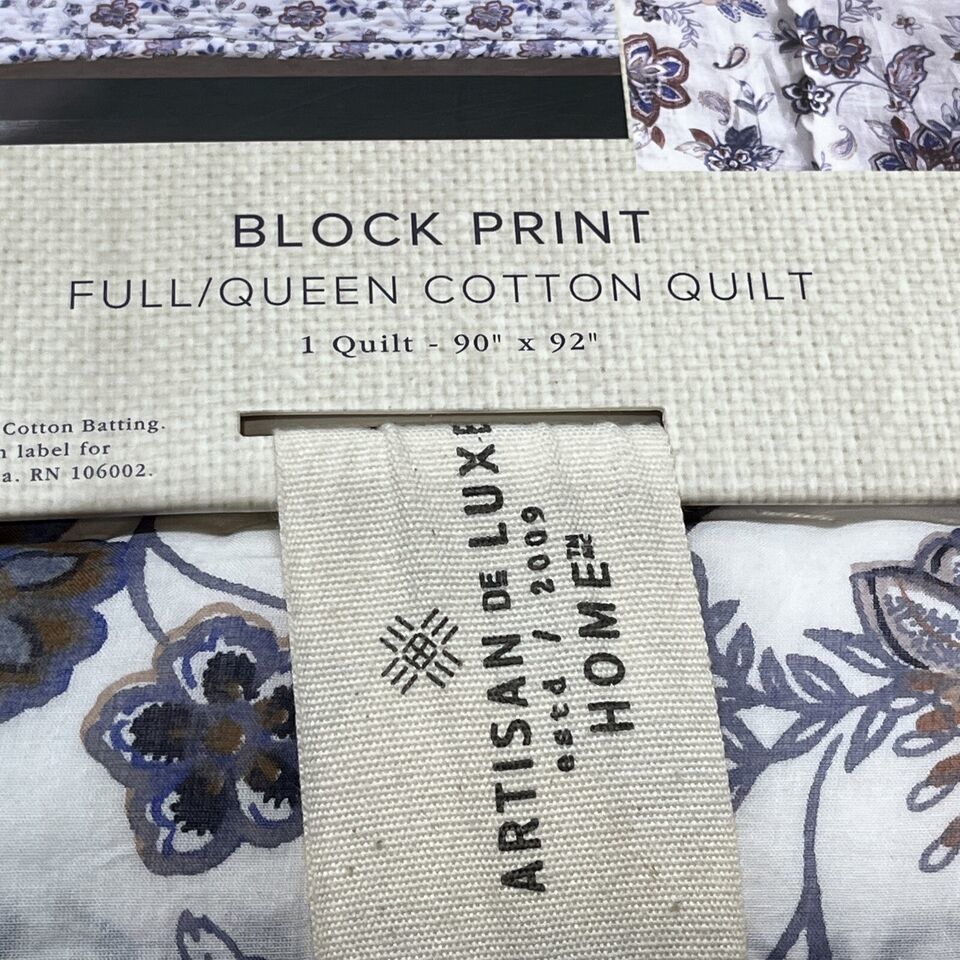 BLOCK PRINT
FULL/QUEEN COTTON QUILT
1 Quilt - 90" x 92"
Cotton Batting.
label for
a. RN 106002.
ARTISAN DE LUXE
estd / 2009
HOME™